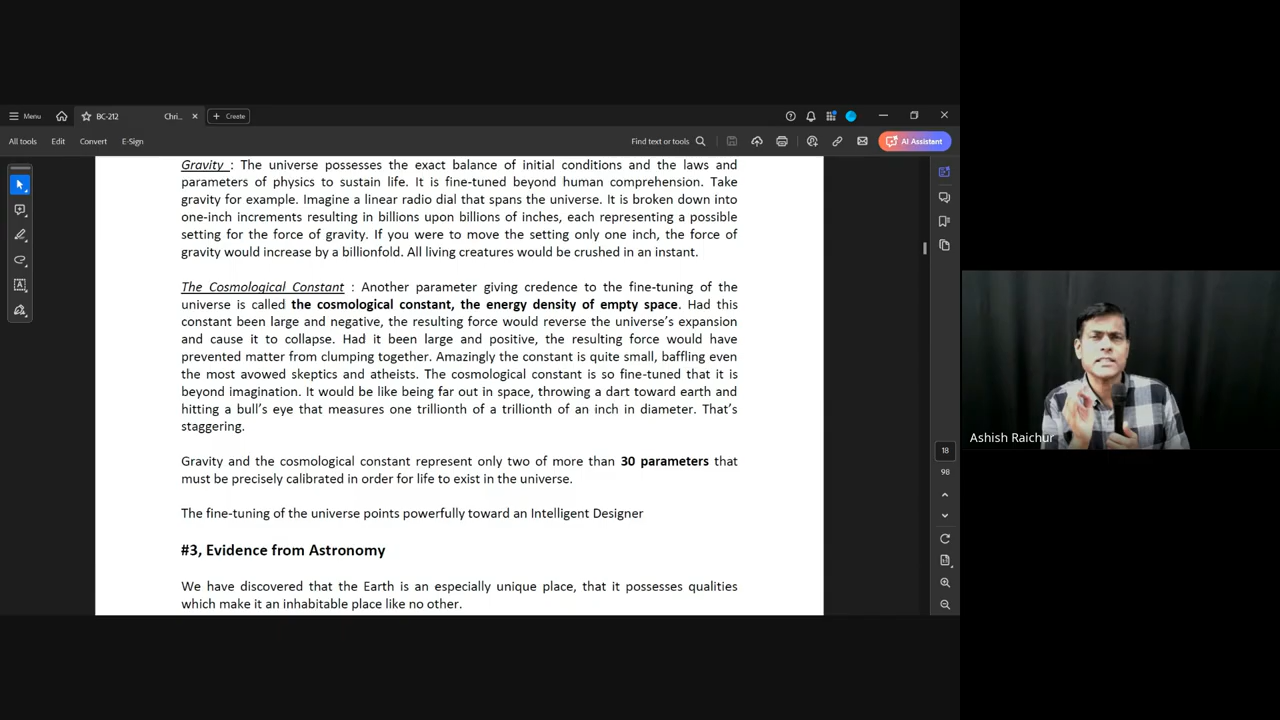 Menu
BC-212 Chri...
Create
All tools
Edit
Convert
E-Sign
Find text or tools
AI Assistant
Gravity : The universe possesses the exact balance of initial conditions and the laws and
parameters of physics to sustain life. It is fine-tuned beyond human comprehension. Take
gravity for example. Imagine a linear radio dial that spans the universe. It is broken down into
one-inch increments resulting in billions upon billions of inches, each representing a possible
setting for the force of gravity. If you were to move the setting only one inch, the force of
gravity would increase by a billionfold. All living creatures would be crushed in an instant.
The Cosmological Constant : Another parameter giving credence to the fine-tuning of the
universe is called the cosmological constant, the energy density of empty space. Had this
constant been large and negative, the resulting force would reverse the universe's expansion
and cause it to collapse. Had it been large and positive, the resulting force would have
prevented matter from clumping together. Amazingly the constant is quite small, baffling even
the most avowed skeptics and atheists. The cosmological constant is so fine-tuned that it is
beyond imagination. It would be like being far out in space, throwing a dart toward earth and
hitting a bull's eye that measures one trillionth of a trillionth of an inch in diameter. That's
staggering.
Gravity and the cosmological constant represent only two of more than 30 parameters that
must be precisely calibrated in order for life to exist in the universe.
The fine-tuning of the universe points powerfully toward an Intelligent Designer
#3, Evidence from Astronomy
We have discovered that the Earth is an especially unique place, that it possesses qualities
which make it an inhabitable place like no other.
18
98
Ashish Raichur